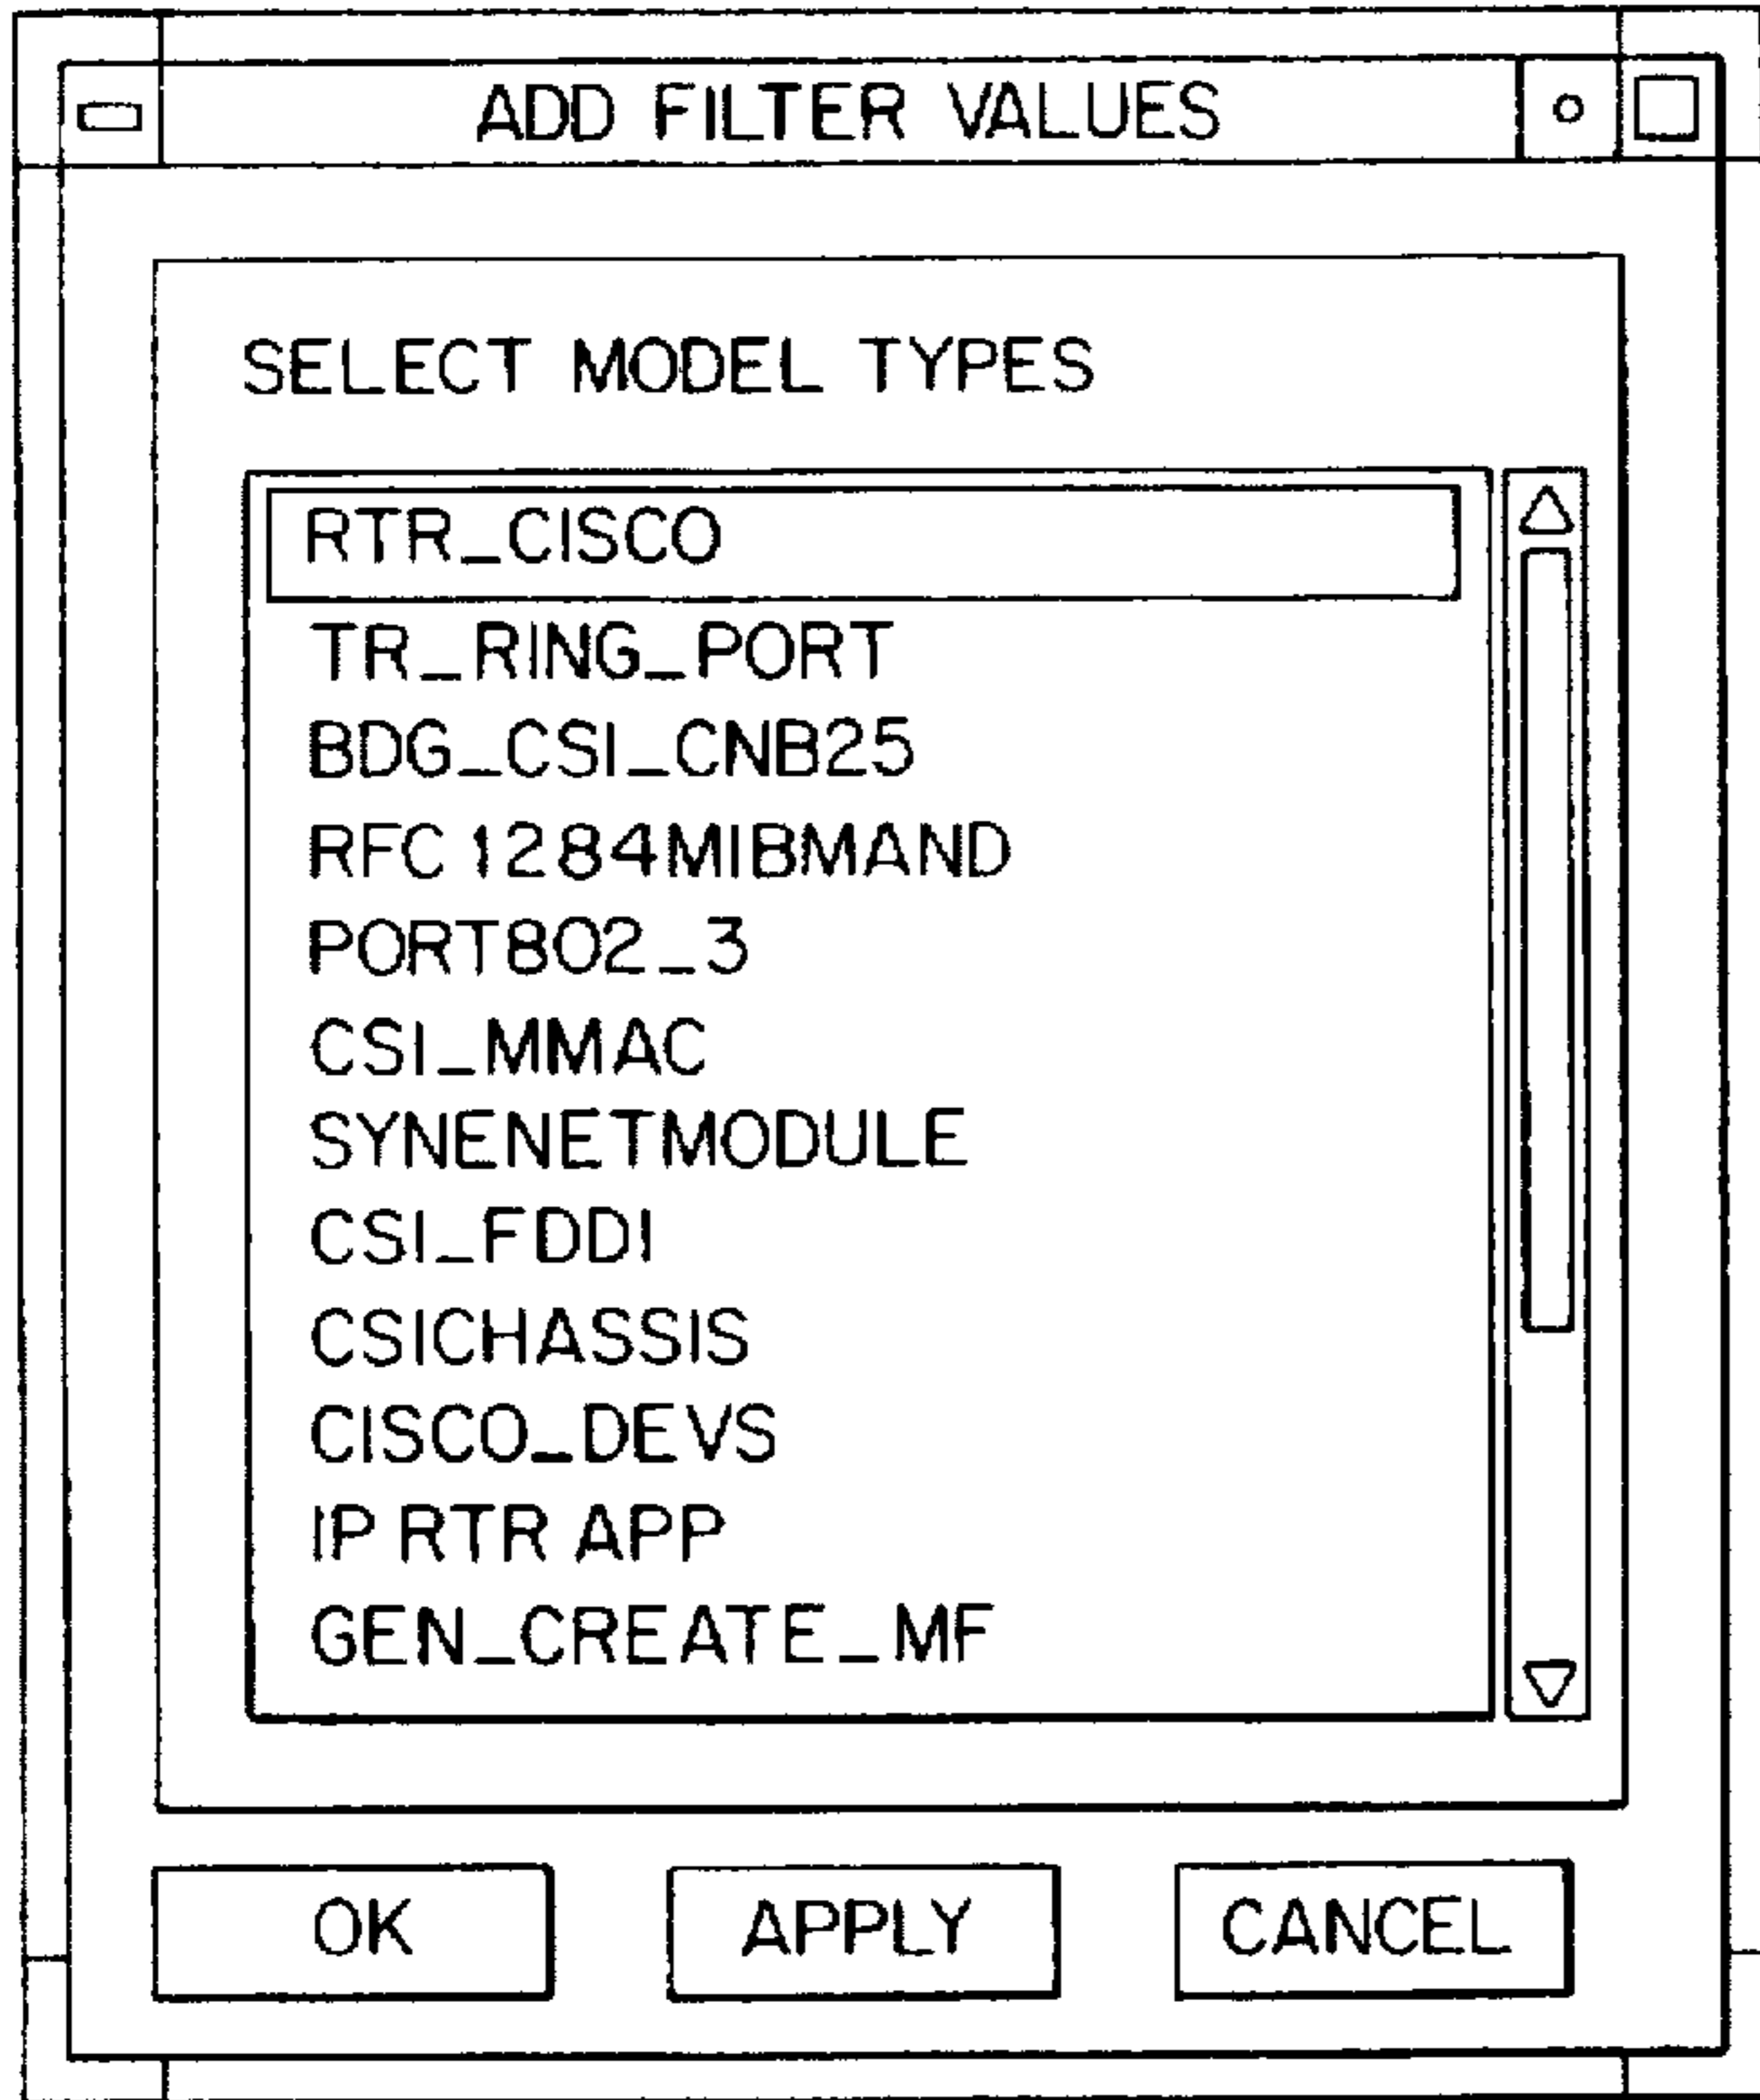 ADD FILTER VALUES
SELECT MODEL TYPES
RTR_CISCO
TR_RING_PORT
BDG_CSI_CNB25
RFC1284MIBMAND
PORT802_3
CSI_MMAC
SYNENETMODULE
CSI_FDDI
CSICHASSIS
CISCO_DEVS
IP RTR APP
GEN_CREATE_MF
OK APPLY CANCEL